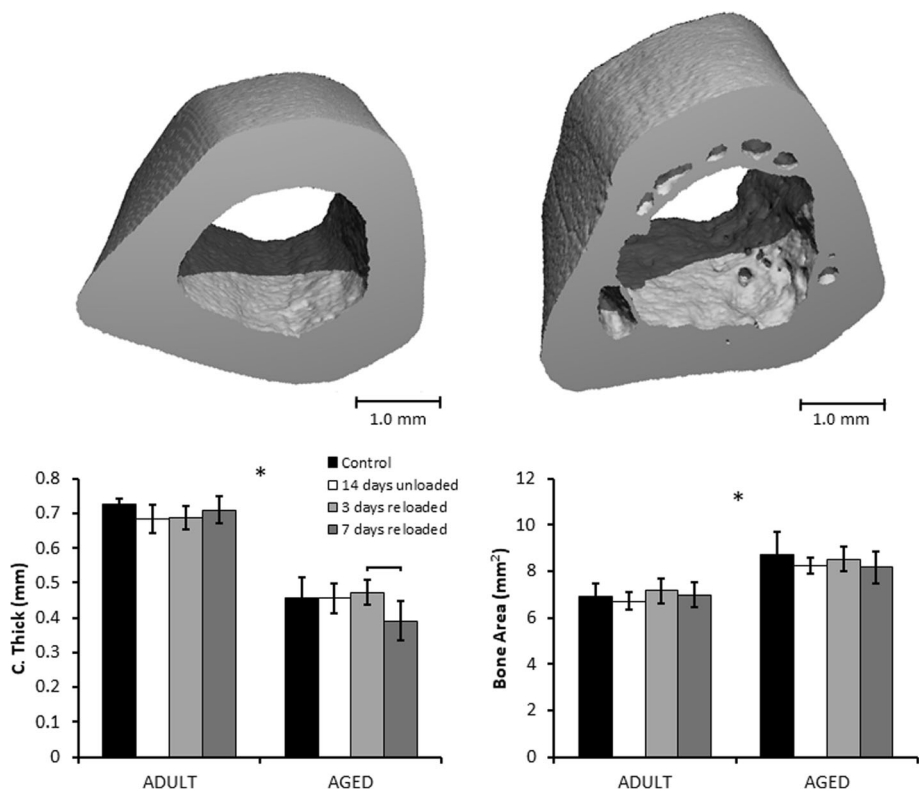 1.0 mm
1.0 mm
C. Thick (mm)
0.8
0.7
0.6
0.5
0.4
0.3
0.2
0.1
0
*
Control
14 days unloaded
3 days reloaded
7 days reloaded
ADULT
AGED
Bone Area (mm²)
12
10
8
6
4
2
0
*
ADULT
AGED